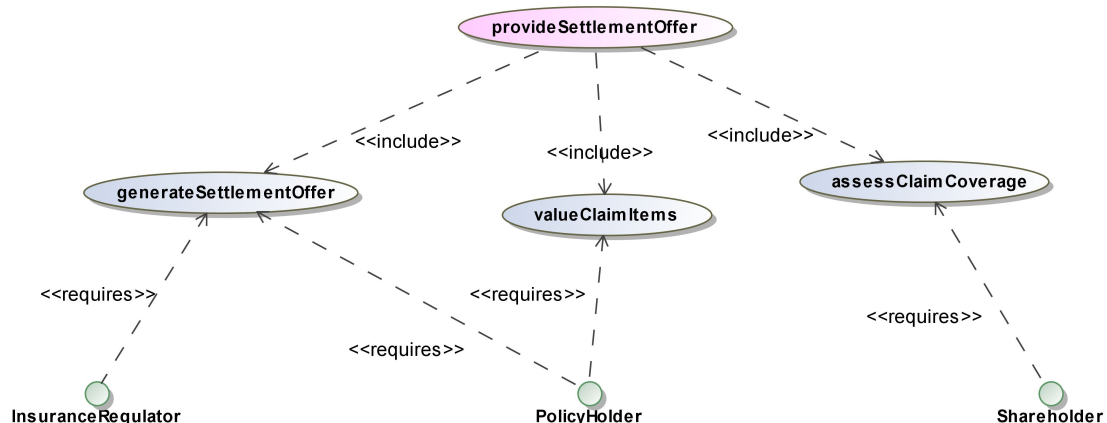 provideSettlementOffer
<<include>>
<<include>>
<<include>>
generateSettlementOffer
valueClaimItems
assessClaimCoverage
<<requires>>
<<requires>>
<<requires>>
<<requires>>
InsuranceRegulator
PolicyHolder
Shareholder